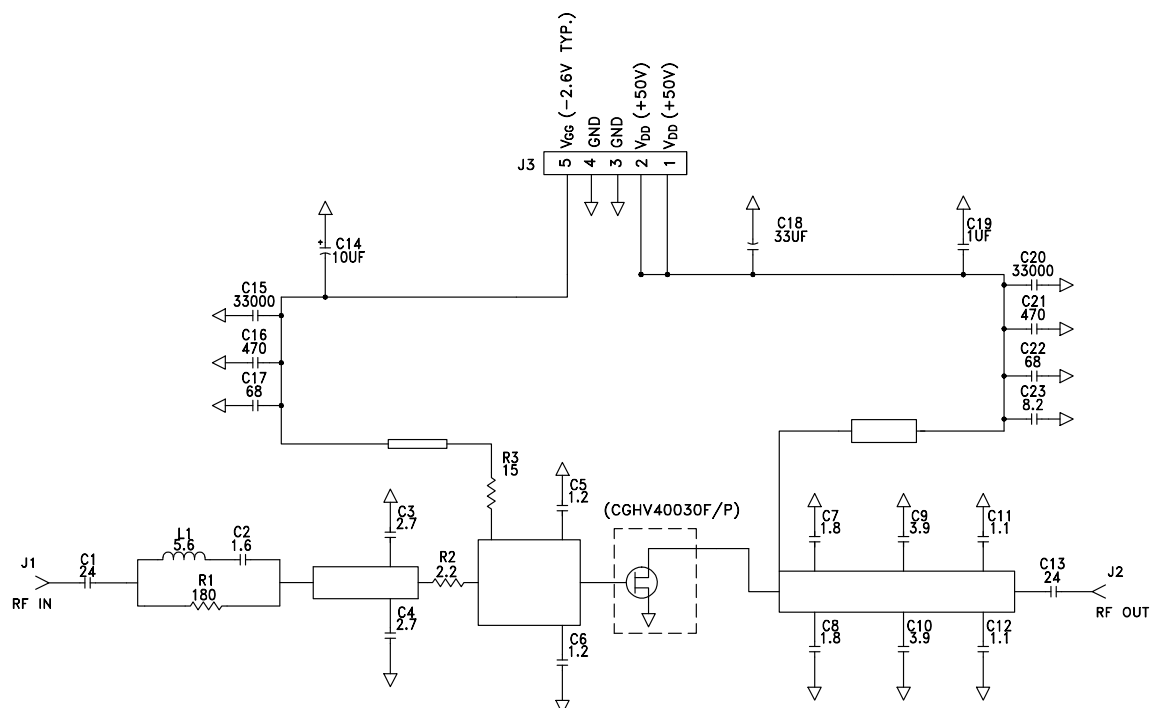 VGG (-2.6V TYP.)
GND
GND
VDD (+50V)
VDD (+50V)
J3
5
4
3
2
1
C14
10UF
+
C18
33UF
C19
1UF
C15
33000
C16
470
C17
68
C20
33000
C21
470
C22
68
C23
8.2
R3
15
C5
1.2
(CGHV40030F/P)
C3
2.7
C7
1.8
C9
3.9
C11
1.1
L1
5.6
C2
1.6
J1
C1
24
R1
180
RF IN
R2
2.2
C13
24
J2
RF OUT
C4
2.7
C6
1.2
C8
1.8
C10
3.9
C12
1.1